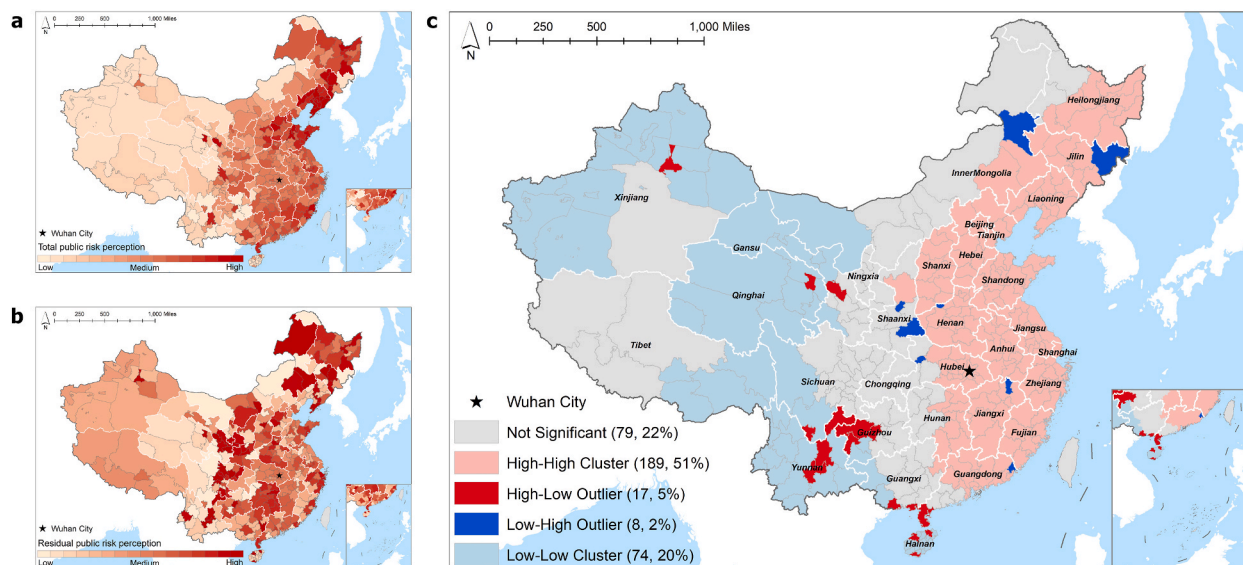 a
0 250 500 1,000 Miles
N
Wuhan City
Total public risk perception
Low Medium High
b
0 250 500 1,000 Miles
N
Wuhan City
Residual public risk perception
Low Medium High
c
0 250 500 1,000 Miles
N
Heilongjiang
Jilin
InnerMongolia
Liaoning
Xinjiang
Beijing
Tianjin
Gansu
Ningxia
Hebei
Shanxi
Shandong
Qinghai
Shaanxi
Henan
Jiangsu
Tibet
Anhui
Shanghai
Hubei
Sichuan
Chongqing
Zhejiang
Hunan
Jiangxi
Guizhou
Fujian
Yunnan
Guangxi
Guangdong
Hainan
Wuhan City
Not Significant (79, 22%)
High-High Cluster (189, 51%)
High-Low Outlier (17, 5%)
Low-High Outlier (8, 2%)
Low-Low Cluster (74, 20%)